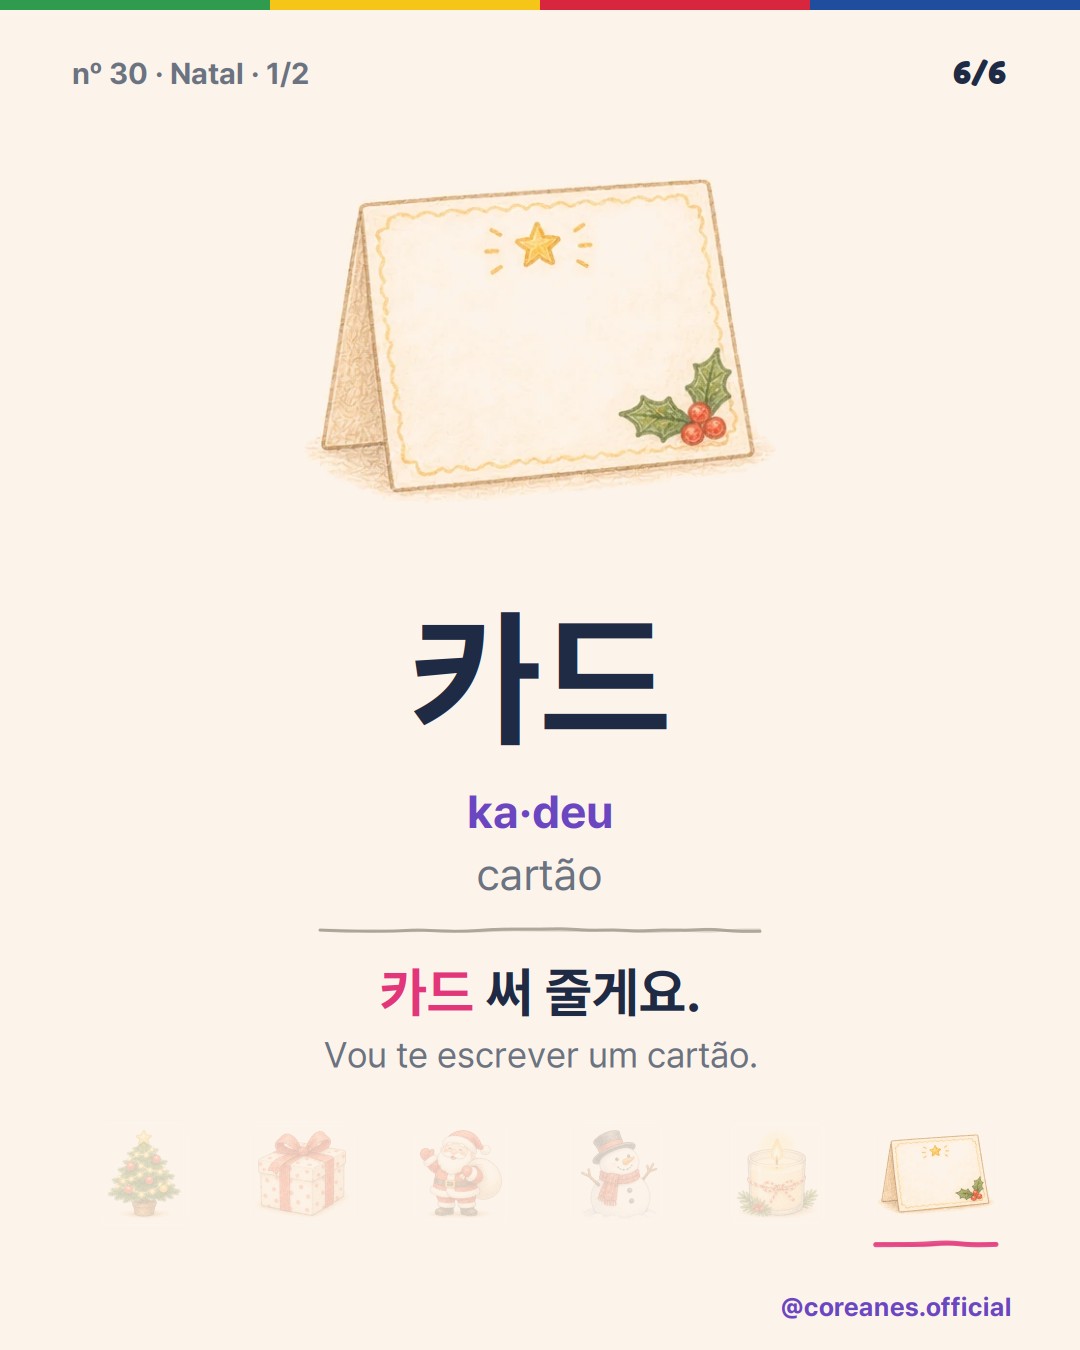 nº 30 · Natal · 1/2
6/6
카드
ka·deu
cartão
카드 써 줄게요.
Vou te escrever um cartão.
@coreanes.official